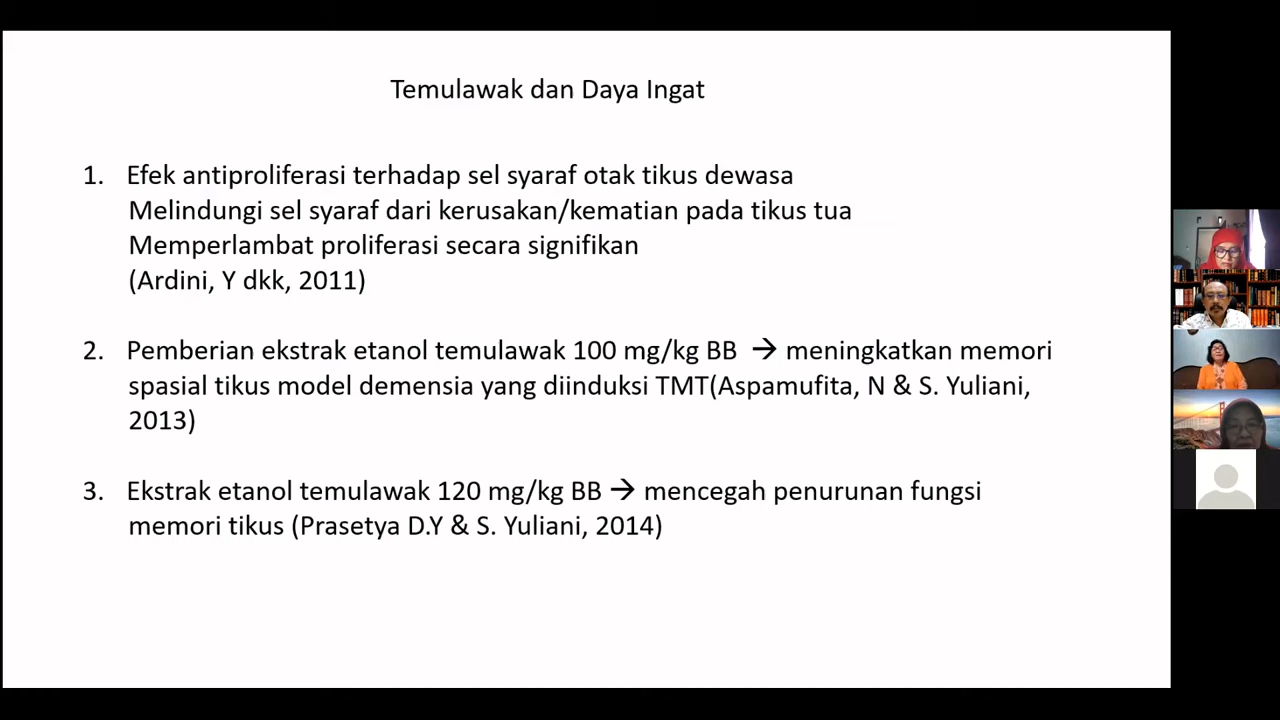 Temulawak dan Daya Ingat
1. Efek antiproliferasi terhadap sel syaraf otak tikus dewasa
Melindungi sel syaraf dari kerusakan/kematian pada tikus tua
Memperlambat proliferasi secara signifikan
(Ardini, Y dkk, 2011)
2. Pemberian ekstrak etanol temulawak 100 mg/kg BB → meningkatkan memori
spasial tikus model demensia yang diinduksi TMT(Aspamufita, N & S. Yuliani,
2013)
3. Ekstrak etanol temulawak 120 mg/kg BB → mencegah penurunan fungsi
memori tikus (Prasetya D.Y & S. Yuliani, 2014)